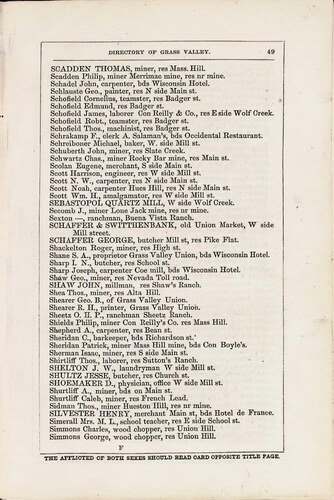 DIRECTORY OF GRASS VALLEY. 49
SCADDEN THOMAS, miner, res Mass. Hill.
Scadden Philip, miner Merrimac mine, res nr mine.
Schadel John, carpenter, bds Wisconsin Hotel.
Schlauste Geo., painter, res N side Main st.
Schofield Cornelius, teamster, res Badger st.
Schofield Edmund, res Badger st.
Schofield James, laborer Con Reilly & Co., res E side Wolf Creek.
Schofield Robt., teamster, res Badger st.
Schofield Thos., machinist, res Badger st.
Schrakamp F., clerk A. Salaman's, bds Occidental Restaurant.
Schreiboner Michael, baker, W. side Mill st.
Schuberth John, miner, res Slate Creek.
Schwartz Chas., miner Rocky Bar mine, res Main st.
Scolan Eugene, merchant, S side Main st.
Scott Harrison, engineer, res W side Mill st.
Scott N. W., carpenter, res N side Main st.
Scott Noah, carpenter Hues Hill, res N side Main st.
Scott Wm. H., amalgamator, res W side Mill st.
SEBASTOPOL QUARTZ MILL, W side Wolf Creek.
Secomb J., miner Lone Jack mine, res nr mine.
Sexton —, ranchman, Buena Vista Ranch.
SCHAFFER & SWITTHENBANK, old Union Market, W side
Mill street.
SCHAFFER GEORGE, butcher Mill st, res Pike Flat.
Shackelton Roger, miner, res High st.
Shane S. A., proprietor Grass Valley Union, bds Wisconsin Hotel.
Sharp I. N., butcher, res School st.
Sharp Joseph, carpenter Coe mill, bds Wisconsin Hotel.
Shaw Geo., miner, res Nevada Toll road.
SHAW JOHN, millman, res Shaw's Ranch.
Shea Thos., miner, res Alta Hill.
Shearer Geo. B., of Grass Valley Union.
Shearer R. H., printer, Grass Valley Union.
Sheets O. H. P., ranchman Sheetz Ranch.
Shields Philip, miner Con Reilly's Co. res Mass Hill.
Shepherd A., carpenter, res Bean st.
Sheridan C., barkeeper, bds Richardson st.
Sheridan Patrick, miner Mass Hill mine, bds Con Boyle's.
Sherman Isaac, miner, res S side Main st.
Shirtliff Thos., laborer, res Sutton's Ranch.
SHELTON J. W., laundryman W side Mill st.
SHULTZ JESSE, butcher, res Church st.
SHOEMAKER D., physician, office W side Mill st.
Shurtliff A., miner, bds on Main st.
Shurtliff Caleb, miner, res French Lead.
Sidman Thos., miner Hueston Hill, res nr mine.
SILVESTER HENRY, merchant Main st, bds Hotel de France.
Simerall Mrs. M. L., school teacher, res E side School st.
Simmons Charles, wood chopper, res Union Hill.
Simmons George, wood chopper, res Union Hill.
F
THE AFFLICTED OF BOTH SEXES SHOULD READ CARD OPPOSITE TITLE PAGE.